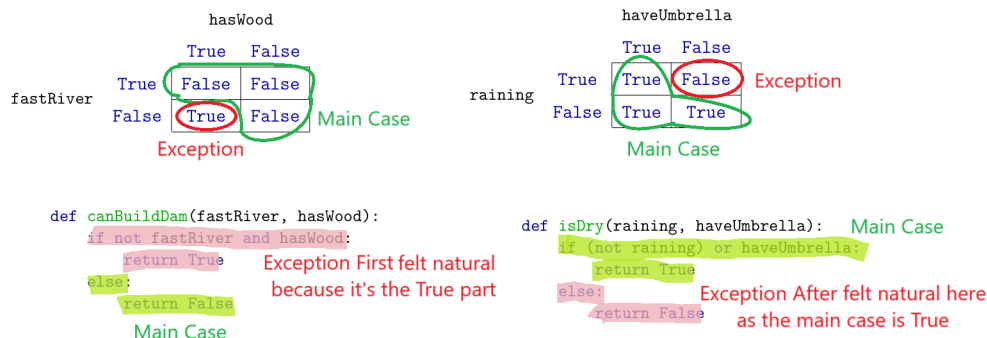 hasWood
True False
fastRiver
True False False
False True False
Main Case
Exception
haveUmbrella
True False
raining
True True False
False True True
Exception
Main Case
def canBuildDam(fastRiver, hasWood):
if not fastRiver and hasWood:
return True
else:
return False
Exception First felt natural
because it's the True part
Main Case
def isDry(raining, haveUmbrella):
Main Case
if (not raining) or haveUmbrella:
return True
else:
return False
Exception After felt natural here
as the main case is True